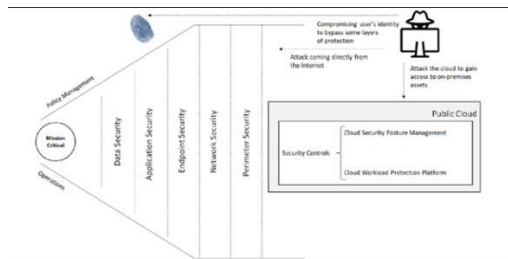 Compromising user's identity
to bypass some layers
of protection
Attack coming directly from
the Internet
Attack the cloud to gain
access to on-premises
assets
Policy Management
Mission
Critical
Operations
Data Security
Application Security
Endpoint Security
Network Security
Perimeter Security
Public Cloud
Cloud Security Posture Management
Security Controls
Cloud Workload Protection Platform